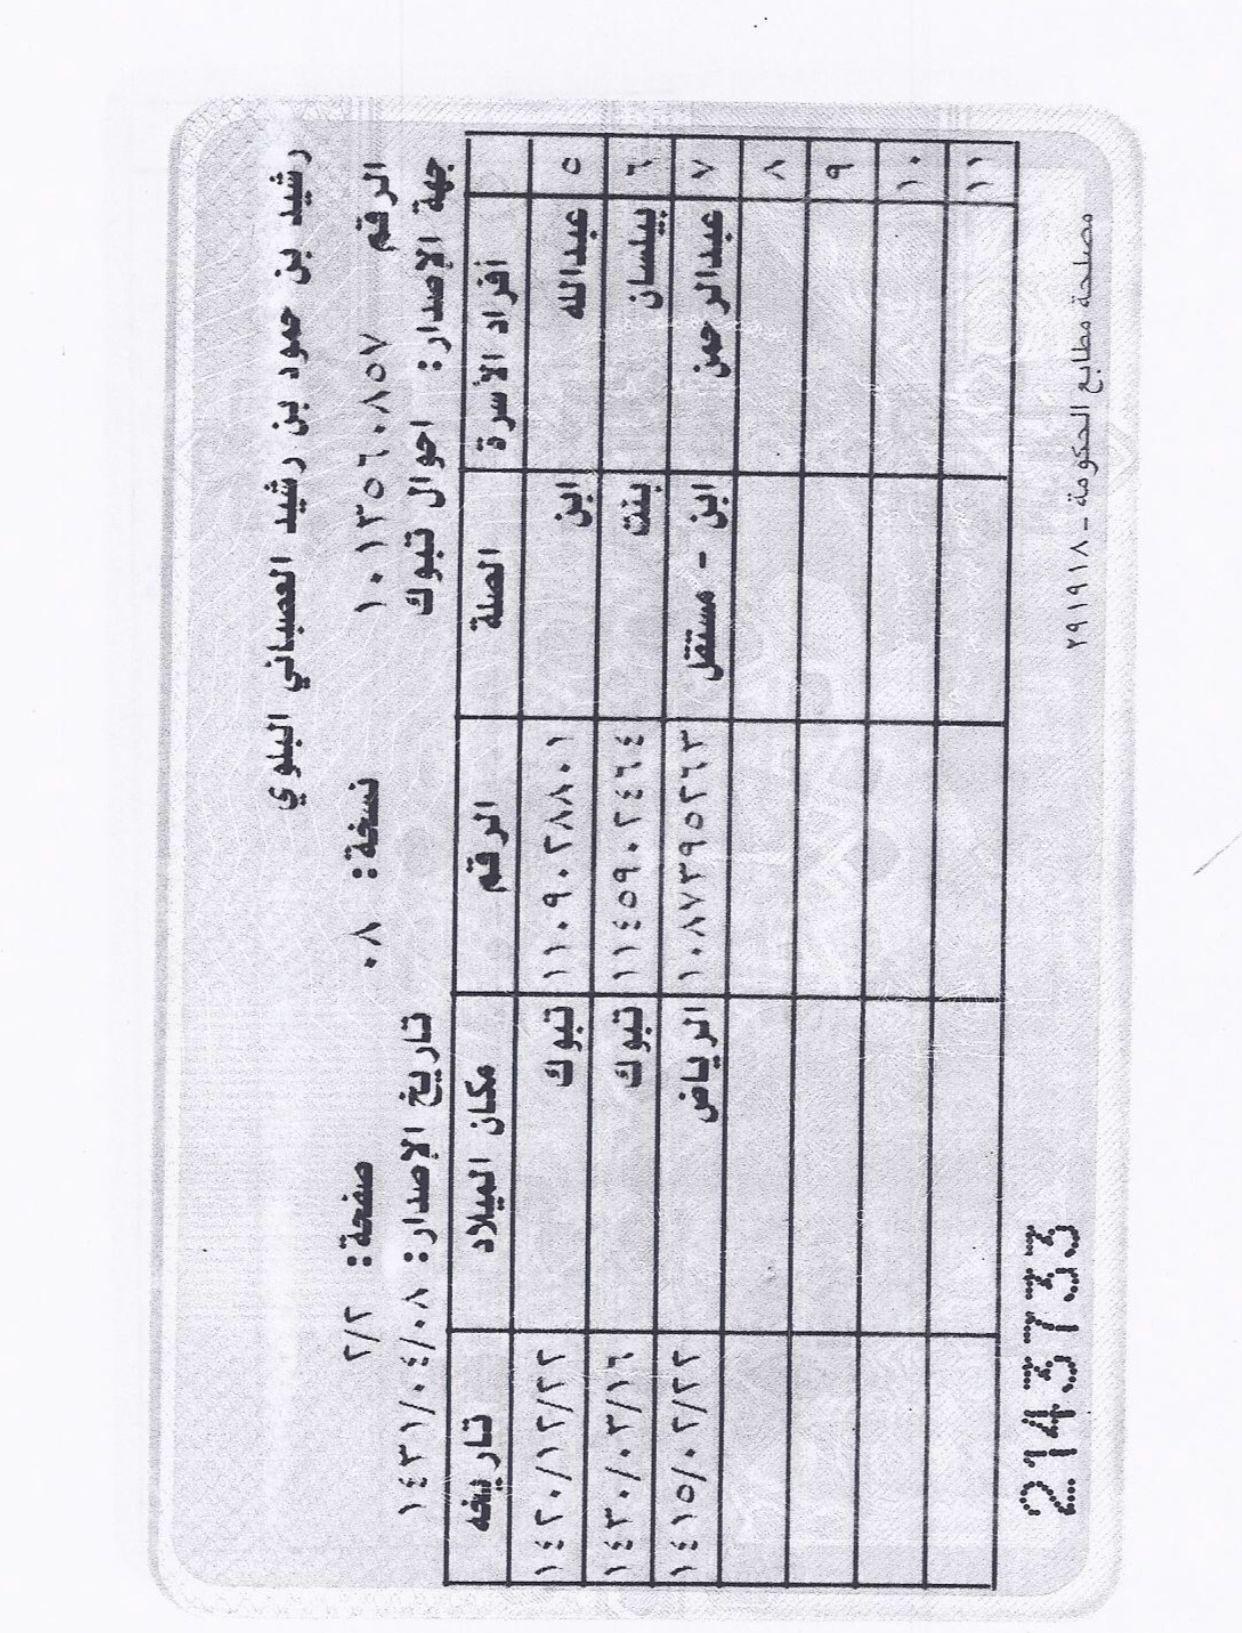 رشيد بن حمود بن رشيد العصباني البلوي
الرقم ١٠١٣٥٦٠٨٥٧ نسخة: ٠٨ صفحة: ٢/٢
جهة الإصدار: احوال تبوك تاريخ الإصدار: ١٤٣١/٠٤/٠٨
أفراد الأسرة الصلة الرقم مكان الميلاد تاريخه
٥ عبدالله ابن ١١٠٩٠٢٨٨٠١ تبوك ١٤٢٠/١٢/٢٢
٦ بيلسان بنت ١١٤٥٩٠٢٤٦٤ تبوك ١٤٣٠/٠٣/١٦
٧ عبدالرحمن ابن - مستقل ١٠٨٧٣٩٥٢٦٣ الرياض ١٤١٥/٠٢/٢٢
٨
٩
١٠
١١
مصلحة مطابع الحكومة - ٢٩١٩١٨
2143733